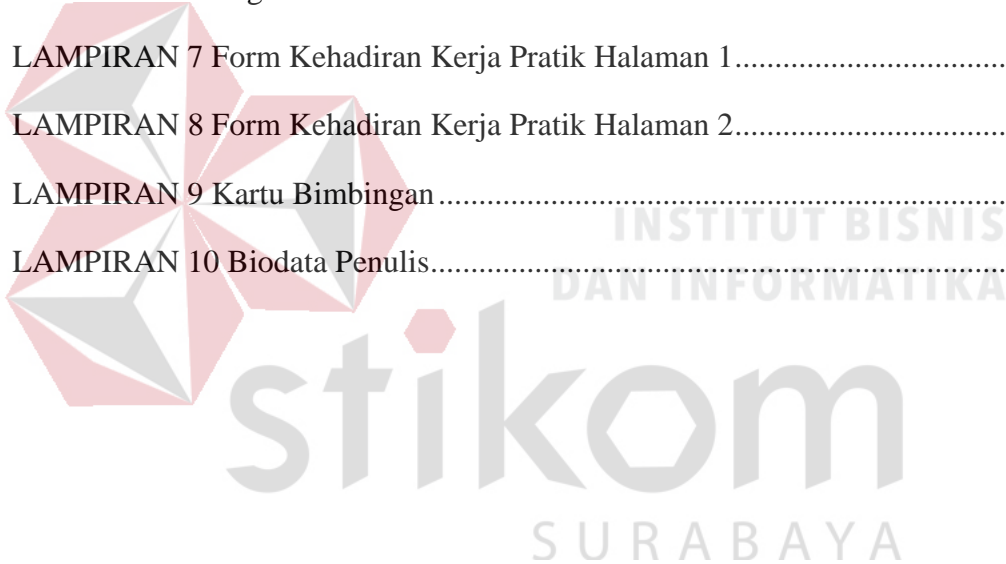 LAMPIRAN 7 Form Kehadiran Kerja Pratik Halaman 1...............................
LAMPIRAN 8 Form Kehadiran Kerja Pratik Halaman 2...............................
LAMPIRAN 9 Kartu Bimbingan................................................................
INSTITUT BISNIS
LAMPIRAN 10 Biodata Penulis.................................................................
DAN INFORMATIKA
stikom
SURABAYA